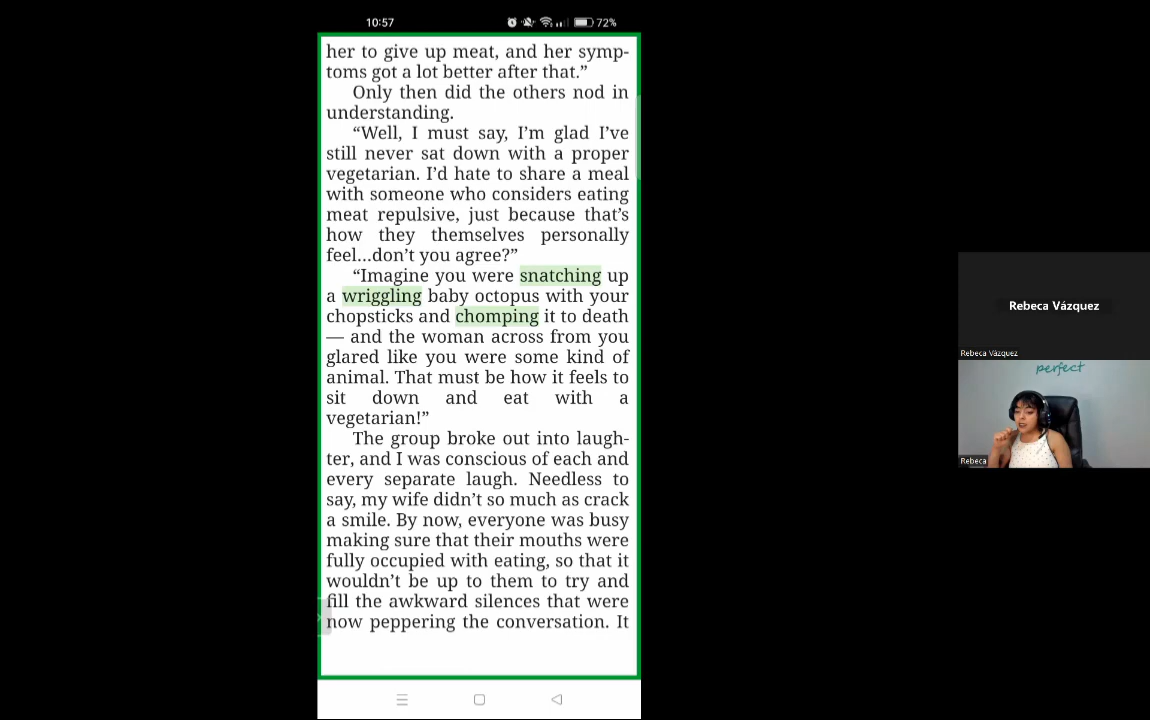 10:57
72%
her to give up meat, and her symp-
toms got a lot better after that.”
Only then did the others nod in
understanding.
“Well, I must say, I’m glad I’ve
still never sat down with a proper
vegetarian. I’d hate to share a meal
with someone who considers eating
meat repulsive, just because that’s
how they themselves personally
feel…don’t you agree?”
“Imagine you were snatching up
a wriggling baby octopus with your
chopsticks and chomping it to death
— and the woman across from you
glared like you were some kind of
animal. That must be how it feels to
sit down and eat with a
vegetarian!”
The group broke out into laugh-
ter, and I was conscious of each and
every separate laugh. Needless to
say, my wife didn’t so much as crack
a smile. By now, everyone was busy
making sure that their mouths were
fully occupied with eating, so that it
wouldn’t be up to them to try and
fill the awkward silences that were
now peppering the conversation. It
Rebeca Vázquez
Rebeca Vázquez
perfect
Rebeca